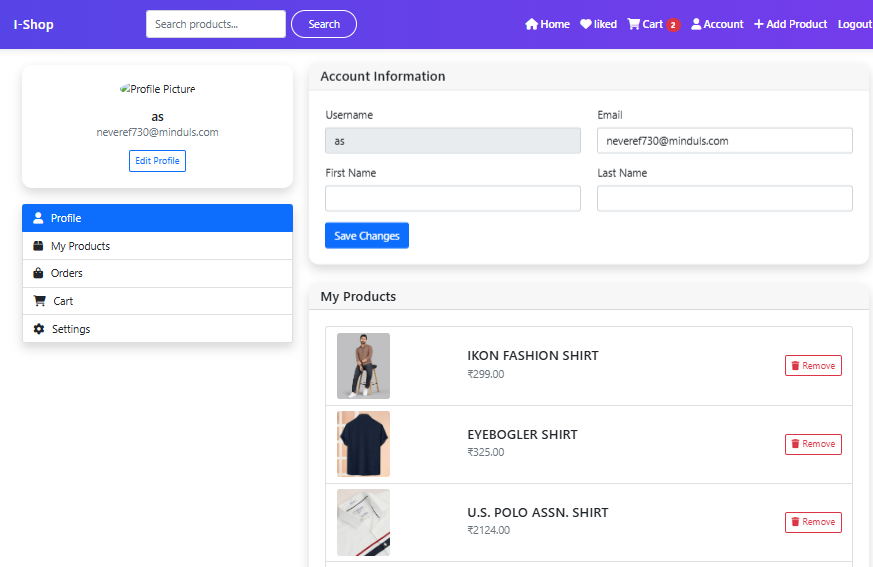 I-Shop
Search products...
Search
Home
liked
Cart 2
Account
Add Product
Logout
Profile Picture
as
neveref730@minduls.com
Edit Profile
Profile
My Products
Orders
Cart
Settings
Account Information
Username
Email
as
neveref730@minduls.com
First Name
Last Name
Save Changes
My Products
IKON FASHION SHIRT
₹299.00
Remove
EYEBOGLER SHIRT
₹325.00
Remove
U.S. POLO ASSN. SHIRT
₹2124.00
Remove